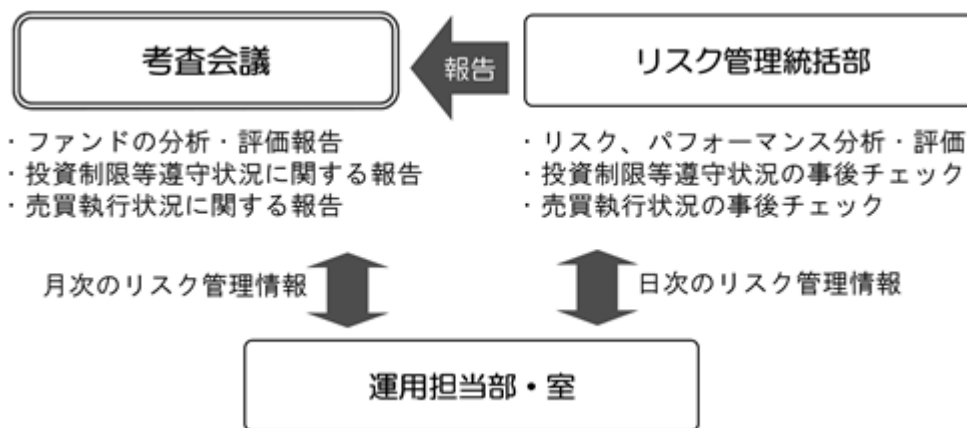 考査会議
報告
リスク管理統括部
・ファンドの分析・評価報告
・投資制限等遵守状況に関する報告
・売買執行状況に関する報告
・リスク、パフォーマンス分析・評価
・投資制限等遵守状況の事後チェック
・売買執行状況の事後チェック
月次のリスク管理情報
日次のリスク管理情報
運用担当部・室